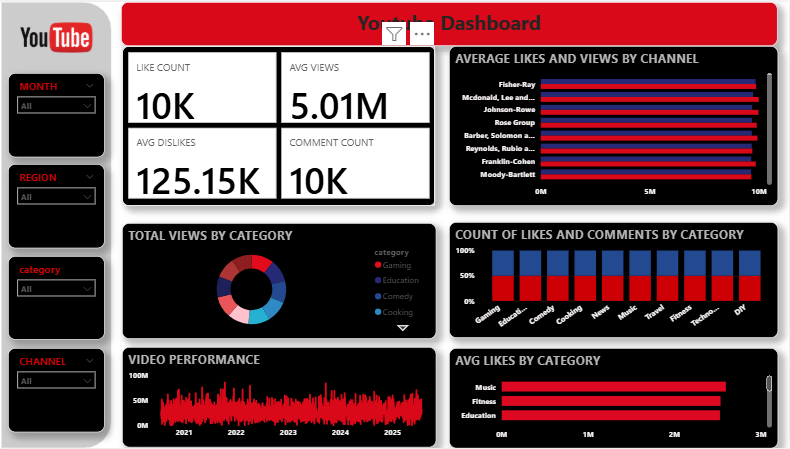 Youtube Dashboard
YouTube
MONTH
All
REGION
All
category
All
CHANNEL
All
LIKE COUNT
10K
AVG VIEWS
5.01M
AVG DISLIKES
125.15K
COMMENT COUNT
10K
AVERAGE LIKES AND VIEWS BY CHANNEL
Fisher-Ray
Mcdonald, Lee and...
Johnson-Rowe
Rose Group
Barber, Solomon a...
Reynolds, Rubio a...
Franklin-Cohen
Moody-Bartlett
0M 5M 10M
TOTAL VIEWS BY CATEGORY
category
Gaming
Education
Comedy
Cooking
COUNT OF LIKES AND COMMENTS BY CATEGORY
100%
50%
0%
Gaming Educati... Comedy Cooking News Music Travel Fitness Techno... DIY
VIDEO PERFORMANCE
100M
50M
0M
2021 2022 2023 2024 2025
AVG LIKES BY CATEGORY
Music
Fitness
Education
0M 1M 2M 3M